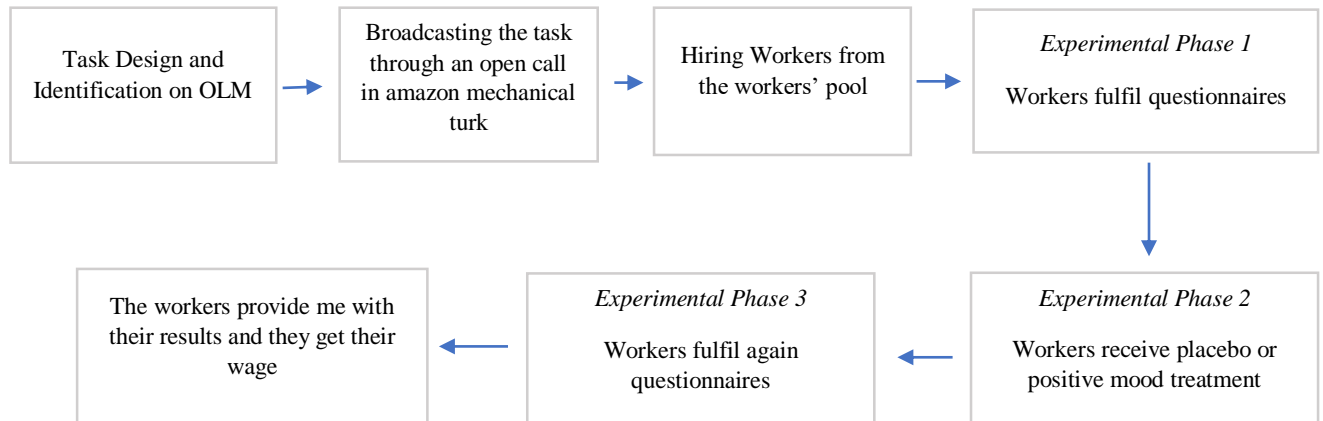 Task Design and
Identification on OLM
Broadcasting the task
through an open call
in amazon mechanical
turk
Hiring Workers from
the workers’ pool
Experimental Phase 1
Workers fulfil questionnaires
Experimental Phase 2
Workers receive placebo or
positive mood treatment
Experimental Phase 3
Workers fulfil again
questionnaires
The workers provide me with
their results and they get their
wage